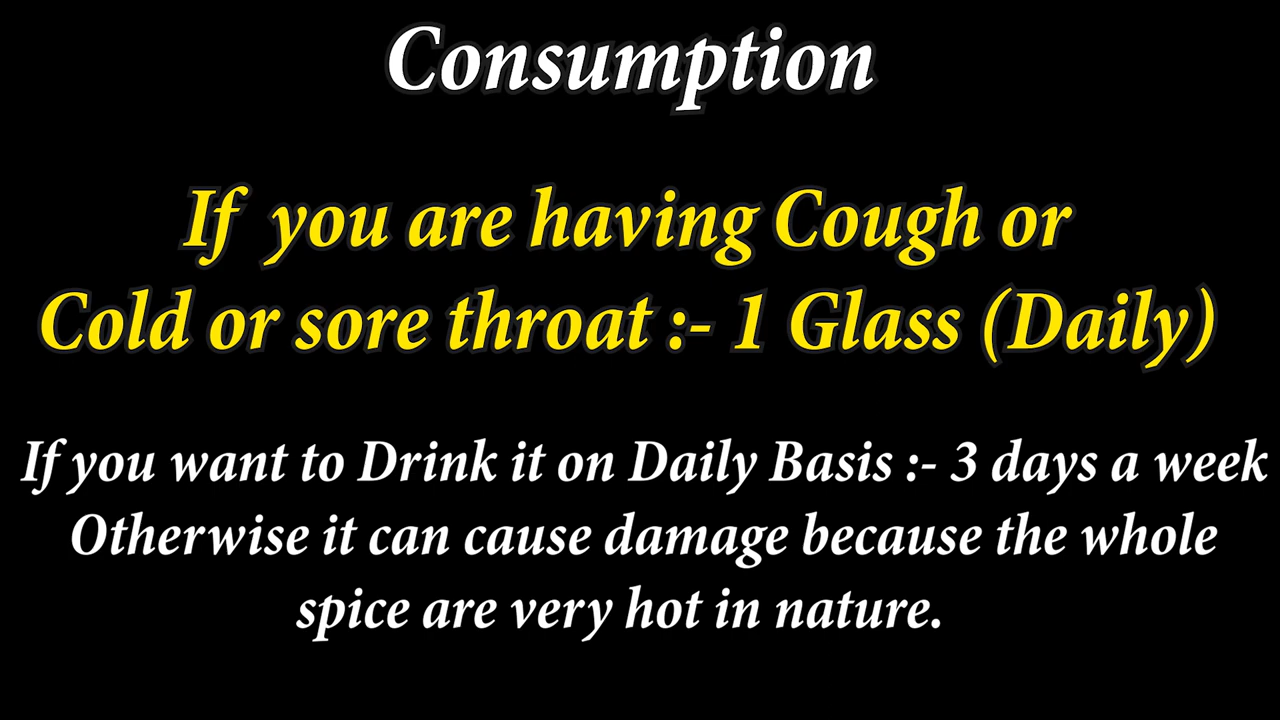 Consumption
If you are having Cough or
Cold or sore throat :- 1 Glass (Daily)
If you want to Drink it on Daily Basis :- 3 days a week
Otherwise it can cause damage because the whole
spice are very hot in nature.